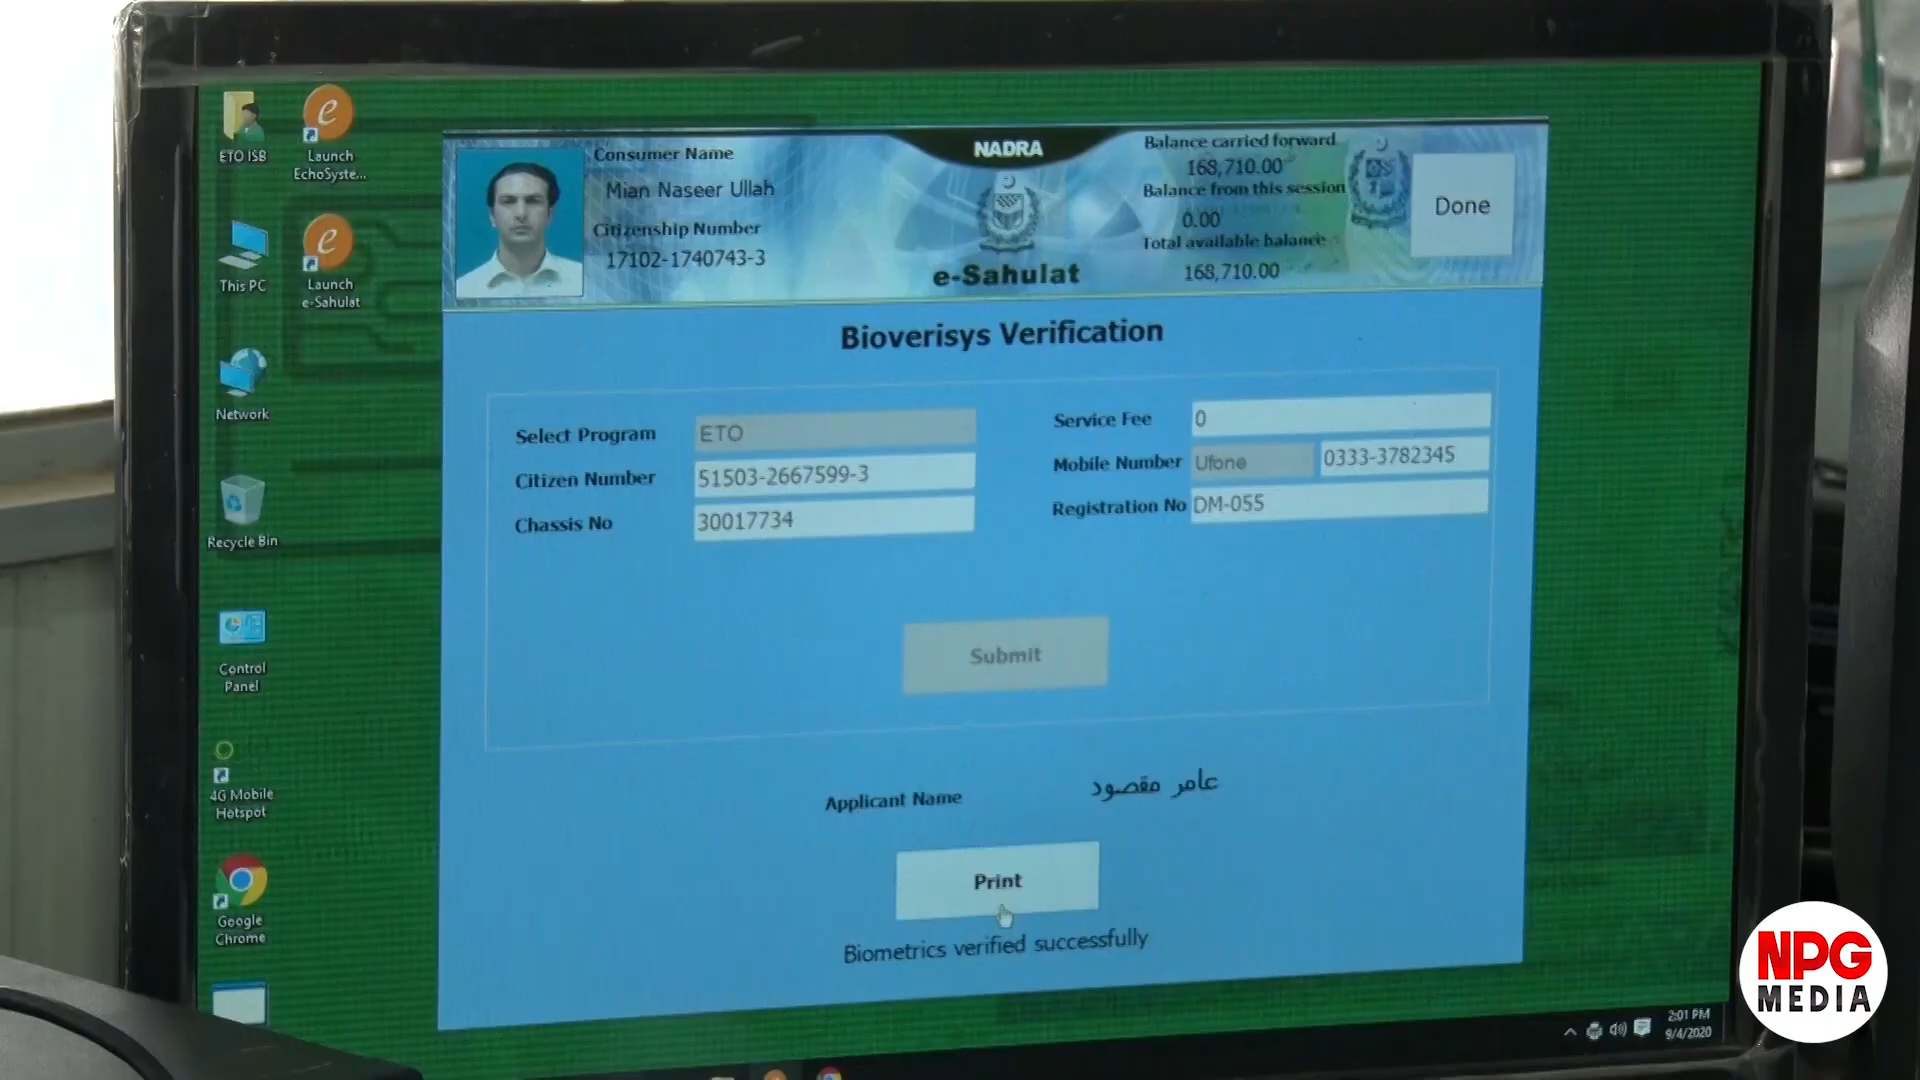 ETO ISB
Launch
EchoSyste...
This PC
Launch
e-Sahulat
Network
Recycle Bin
Control
Panel
4G Mobile
Hotspot
Google
Chrome
Consumer Name
Mian Naseer Ullah
Citizenship Number
17102-1740743-3
NADRA
e-Sahulat
Balance carried forward
168,710.00
Balance from this session
0.00
Total available balance
168,710.00
Done
Bioverisys Verification
Select Program ETO
Service Fee 0
Citizen Number 51503-2667599-3
Mobile Number Ufone 0333-3782345
Chassis No 30017734
Registration No DM-055
Submit
Applicant Name عامر مقصود
Print
Biometrics verified successfully
2:01 PM
9/4/2020
NPG
MEDIA